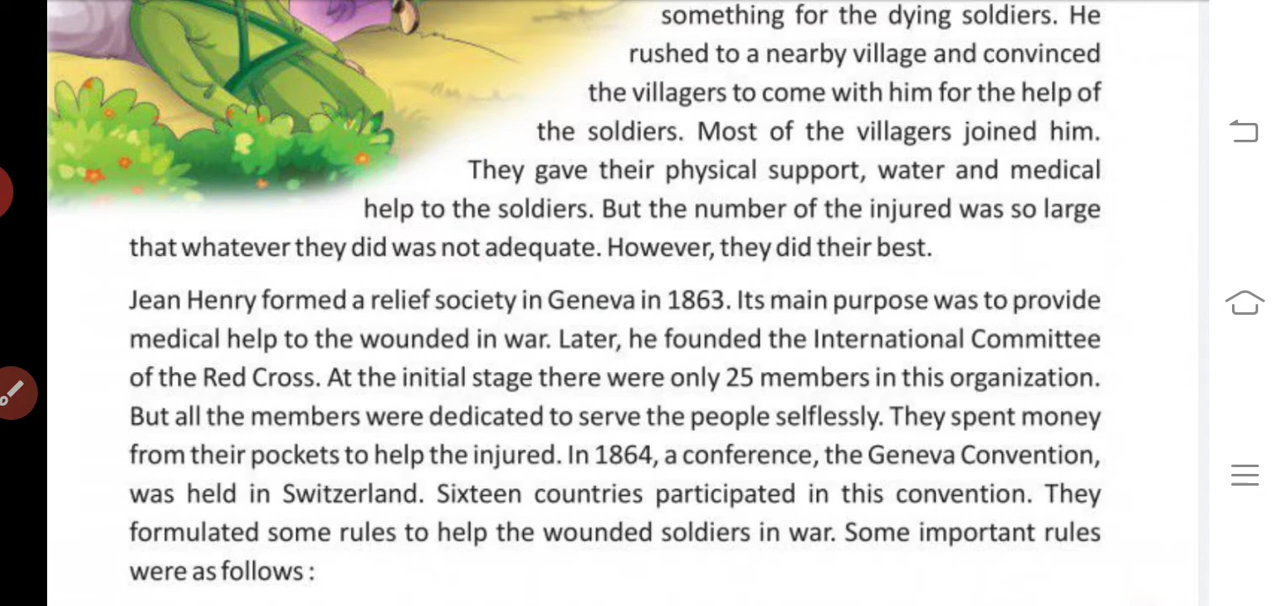 something for the dying soldiers. He
rushed to a nearby village and convinced
the villagers to come with him for the help of
the soldiers. Most of the villagers joined him.
They gave their physical support, water and medical
help to the soldiers. But the number of the injured was so large
that whatever they did was not adequate. However, they did their best.
Jean Henry formed a relief society in Geneva in 1863. Its main purpose was to provide
medical help to the wounded in war. Later, he founded the International Committee
of the Red Cross. At the initial stage there were only 25 members in this organization.
But all the members were dedicated to serve the people selflessly. They spent money
from their pockets to help the injured. In 1864, a conference, the Geneva Convention,
was held in Switzerland. Sixteen countries participated in this convention. They
formulated some rules to help the wounded soldiers in war. Some important rules
were as follows :